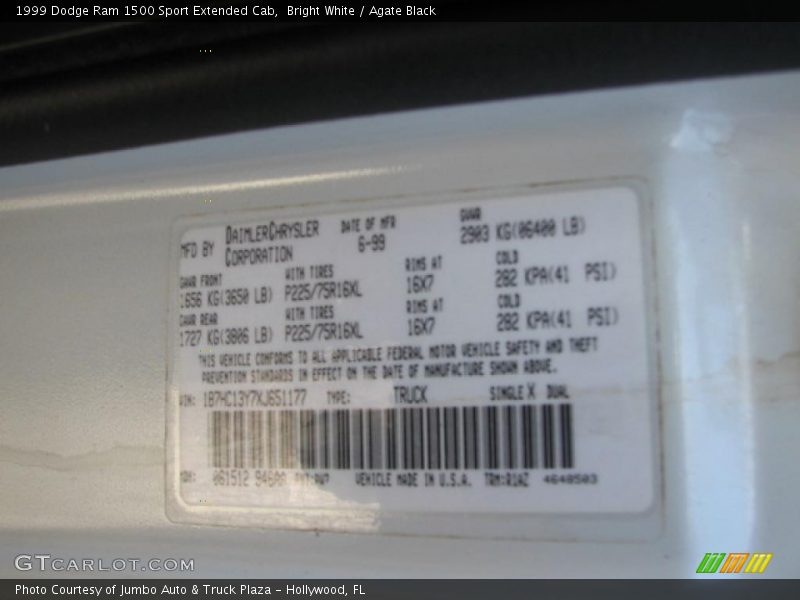 1999 Dodge Ram 1500 Sport Extended Cab, Bright White / Agate Black
MFD BY DAIMLERCHRYSLER CORPORATION DATE OF MFR 6-99 GVWR 2903 KG(06400 LB)
GAWR FRONT WITH TIRES RIMS AT COLD
1656 KG(3650 LB) P225/75R16XL 16X7 282 KPA(41 PSI)
GAWR REAR WITH TIRES RIMS AT COLD
1727 KG(3806 LB) P225/75R16XL 16X7 282 KPA(41 PSI)
THIS VEHICLE CONFORMS TO ALL APPLICABLE FEDERAL MOTOR VEHICLE SAFETY AND THEFT
PREVENTION STANDARDS IN EFFECT ON THE DATE OF MANUFACTURE SHOWN ABOVE.
VIN: 1B7HC13Y7XJ651177 TYPE: TRUCK SINGLE X DUAL
MDH: 061512 VEHICLE MADE IN U.S.A. 4648503
GTCARLOT.COM
Photo Courtesy of Jumbo Auto & Truck Plaza - Hollywood, FL